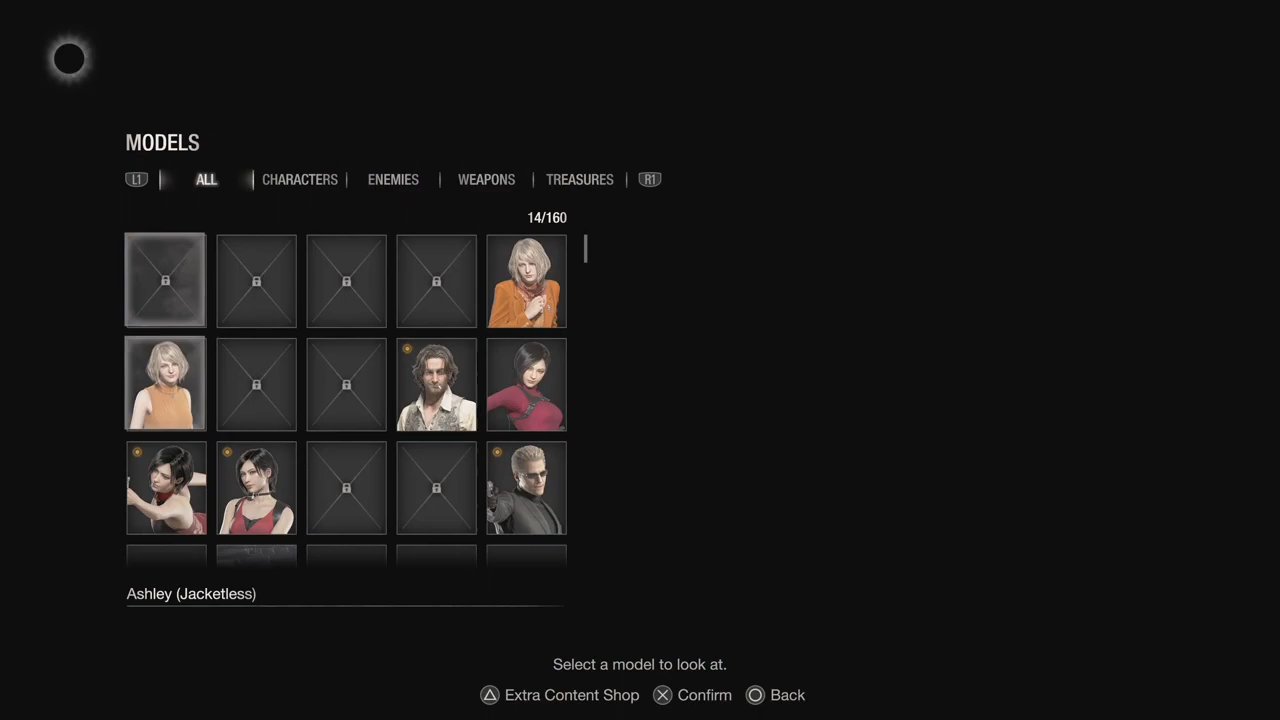 MODELS
L1 ALL CHARACTERS ENEMIES WEAPONS TREASURES R1
14/160
Ashley (Jacketless)
Select a model to look at.
Extra Content Shop Confirm Back